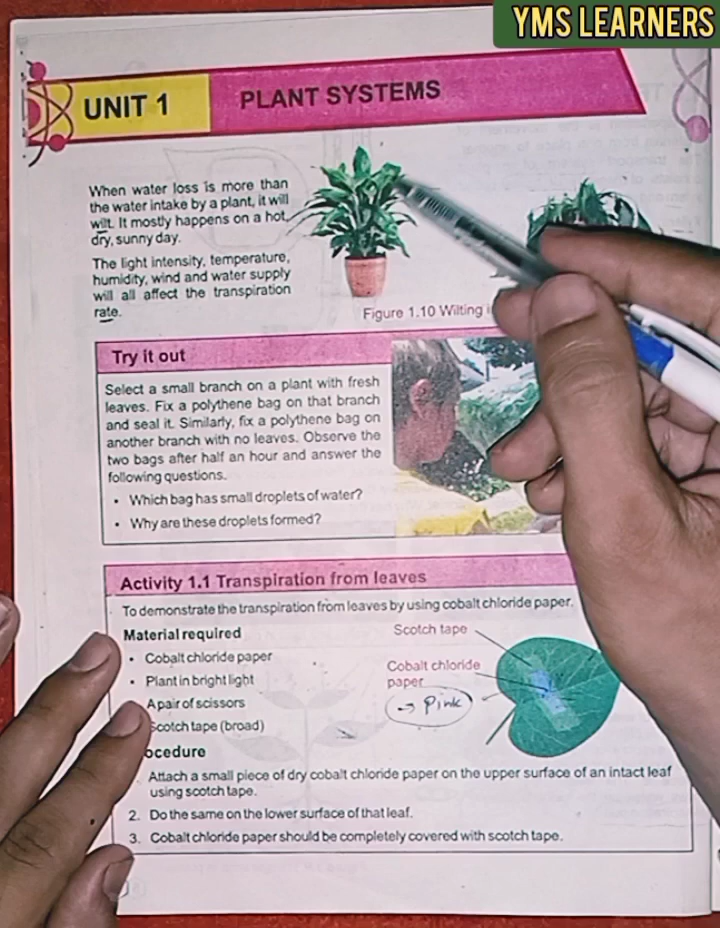 YMS LEARNERS
UNIT 1
PLANT SYSTEMS
When water loss is more than
the water intake by a plant, it will
wilt. It mostly happens on a hot,
dry, sunny day.
The light intensity, temperature,
humidity, wind and water supply
will all affect the transpiration
rate.
Figure 1.10 Wilting
Try it out
Select a small branch on a plant with fresh
leaves. Fix a polythene bag on that branch
and seal it. Similarly, fix a polythene bag on
another branch with no leaves. Observe the
two bags after half an hour and answer the
following questions.
• Which bag has small droplets of water?
• Why are these droplets formed?
Activity 1.1 Transpiration from leaves
To demonstrate the transpiration from leaves by using cobalt chloride paper.
Material required
• Cobalt chloride paper
• Plant in bright light
A pair of scissors
Scotch tape (broad)
Scotch tape
Cobalt chloride
paper
→ Pink
ocedure
Attach a small piece of dry cobalt chloride paper on the upper surface of an intact leaf
using scotch tape.
2. Do the same on the lower surface of that leaf.
3. Cobalt chloride paper should be completely covered with scotch tape.